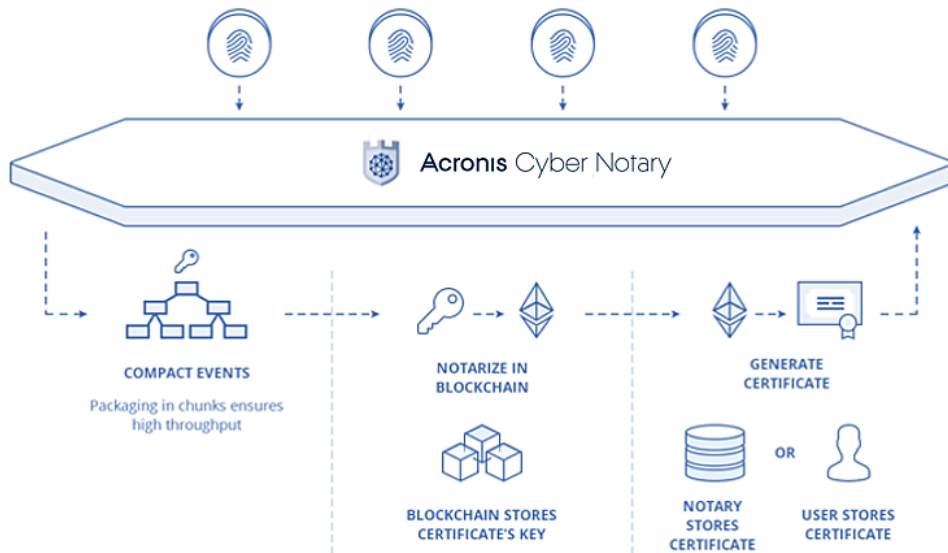 Acronis Cyber Notary
COMPACT EVENTS
Packaging in chunks ensures
high throughput
NOTARIZE IN
BLOCKCHAIN
BLOCKCHAIN STORES
CERTIFICATE'S KEY
GENERATE
CERTIFICATE
OR
NOTARY
STORES
CERTIFICATE
USER STORES
CERTIFICATE